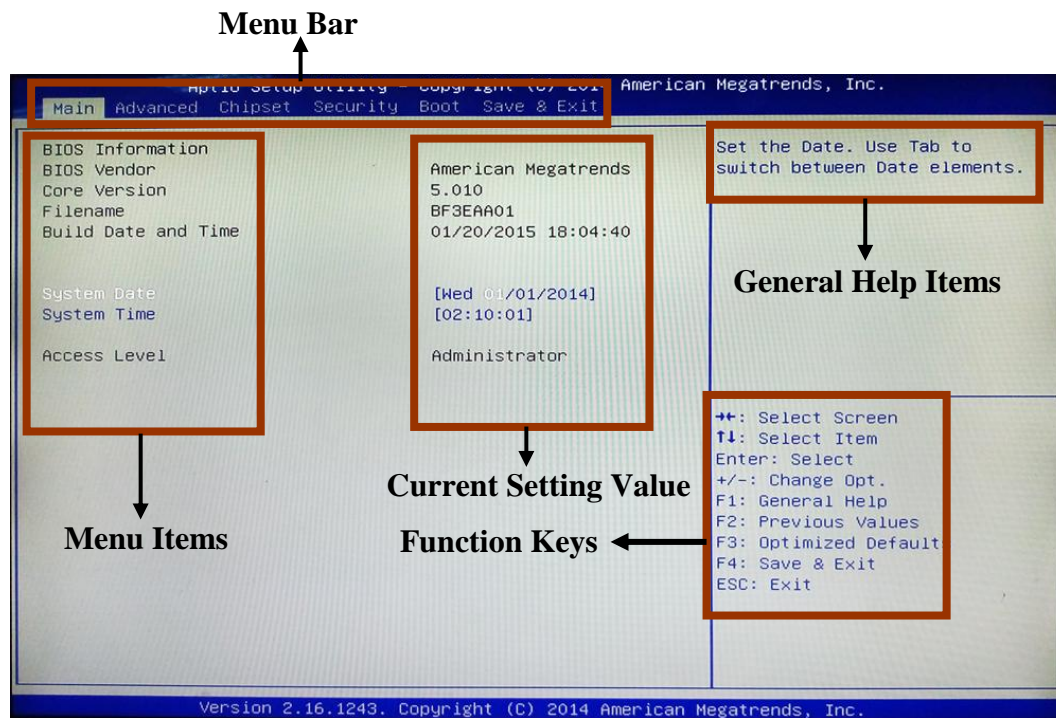 Menu Bar
Aptio Setup Utility - Copyright (C) 201 American Megatrends, Inc.
Main Advanced Chipset Security Boot Save & Exit
BIOS Information
BIOS Vendor American Megatrends
Core Version 5.010
Filename BF3EAA01
Build Date and Time 01/20/2015 18:04:40
System Date [Wed 01/01/2014]
System Time [02:10:01]
Access Level Administrator
Set the Date. Use Tab to
switch between Date elements.
General Help Items
→←: Select Screen
↑↓: Select Item
Enter: Select
+/-: Change Opt.
F1: General Help
F2: Previous Values
F3: Optimized Default
F4: Save & Exit
ESC: Exit
Current Setting Value
Menu Items
Function Keys
Version 2.16.1243. Copyright (C) 2014 American Megatrends, Inc.